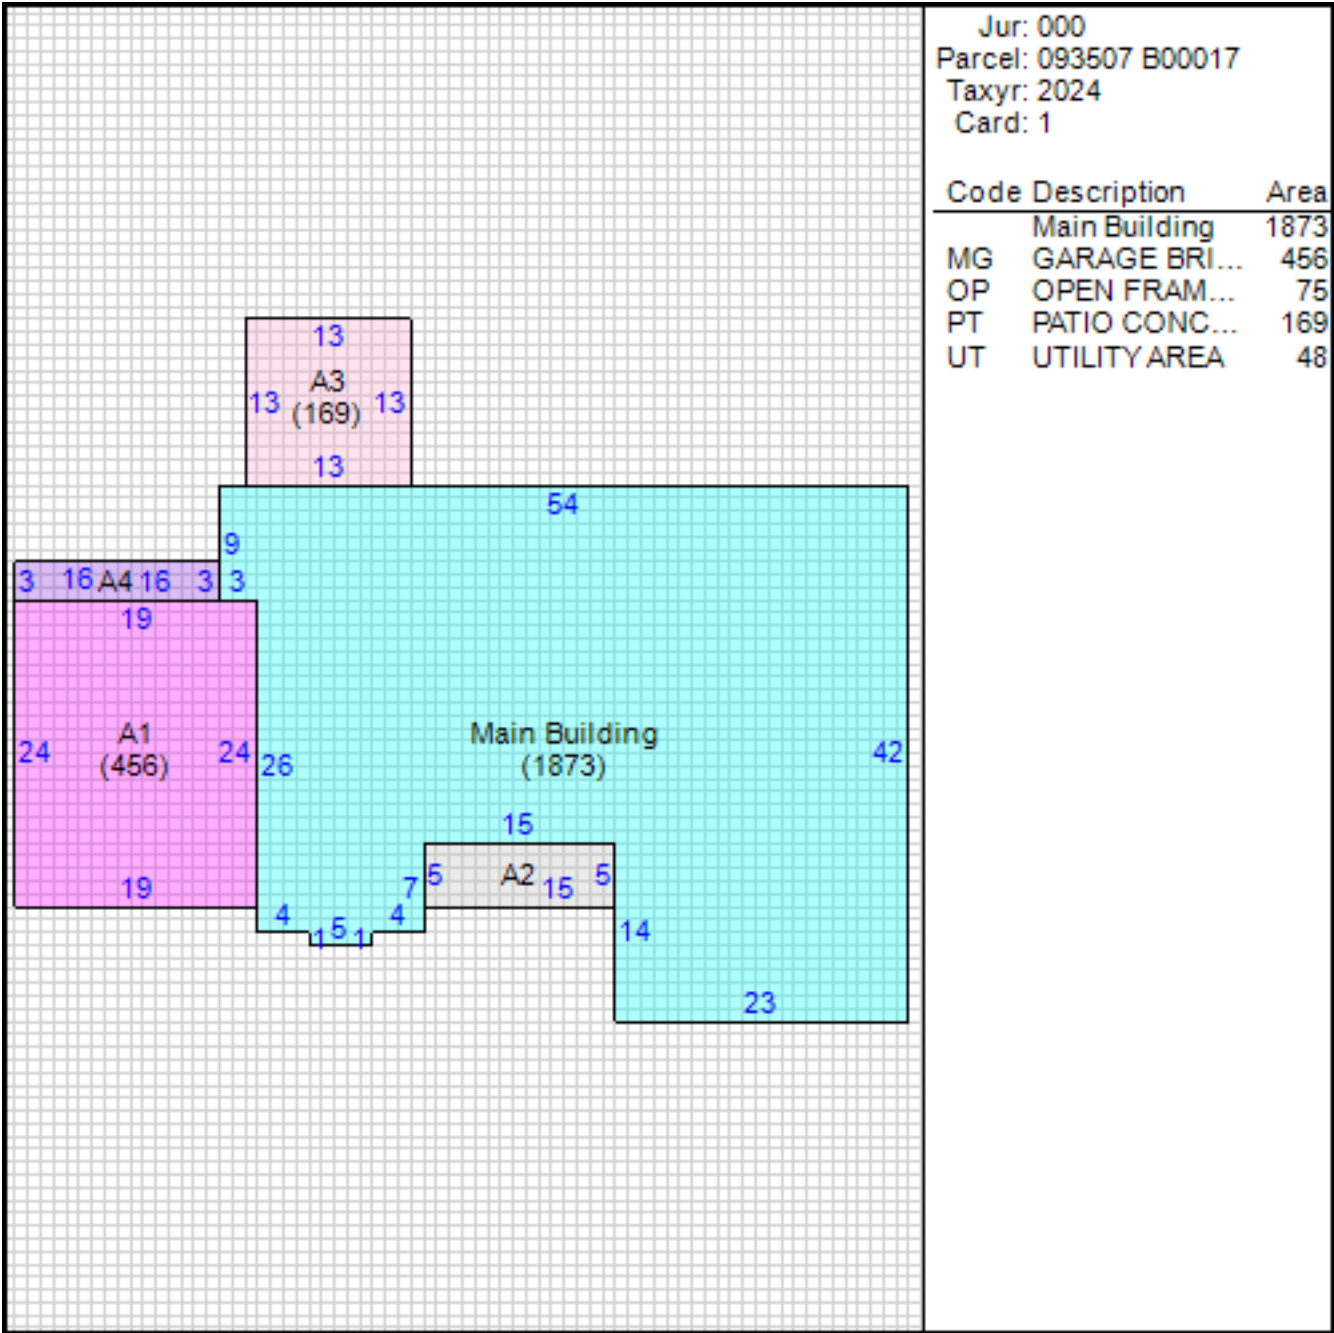 Jur: 000
Parcel: 093507 B00017
Taxyr: 2024
Card: 1
Code Description Area
Main Building 1873
MG GARAGE BRI... 456
OP OPEN FRAM... 75
PT PATIO CONC... 169
UT UTILITY AREA 48
13
A3
13 (169) 13
13
54
9
3 16 A4 16 3 3
19
A1
(456)
24 24 26
Main Building
(1873)
42
15
5 A2 15 5
19
7
4 5 4
1 1
14
23